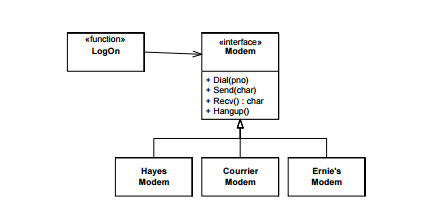 «function»
LogOn
«interface»
Modem
+ Dial(pno)
+ Send(char)
+ Recv() : char
+ Hangup()
Hayes
Modem
Courrier
Modem
Ernie's
Modem